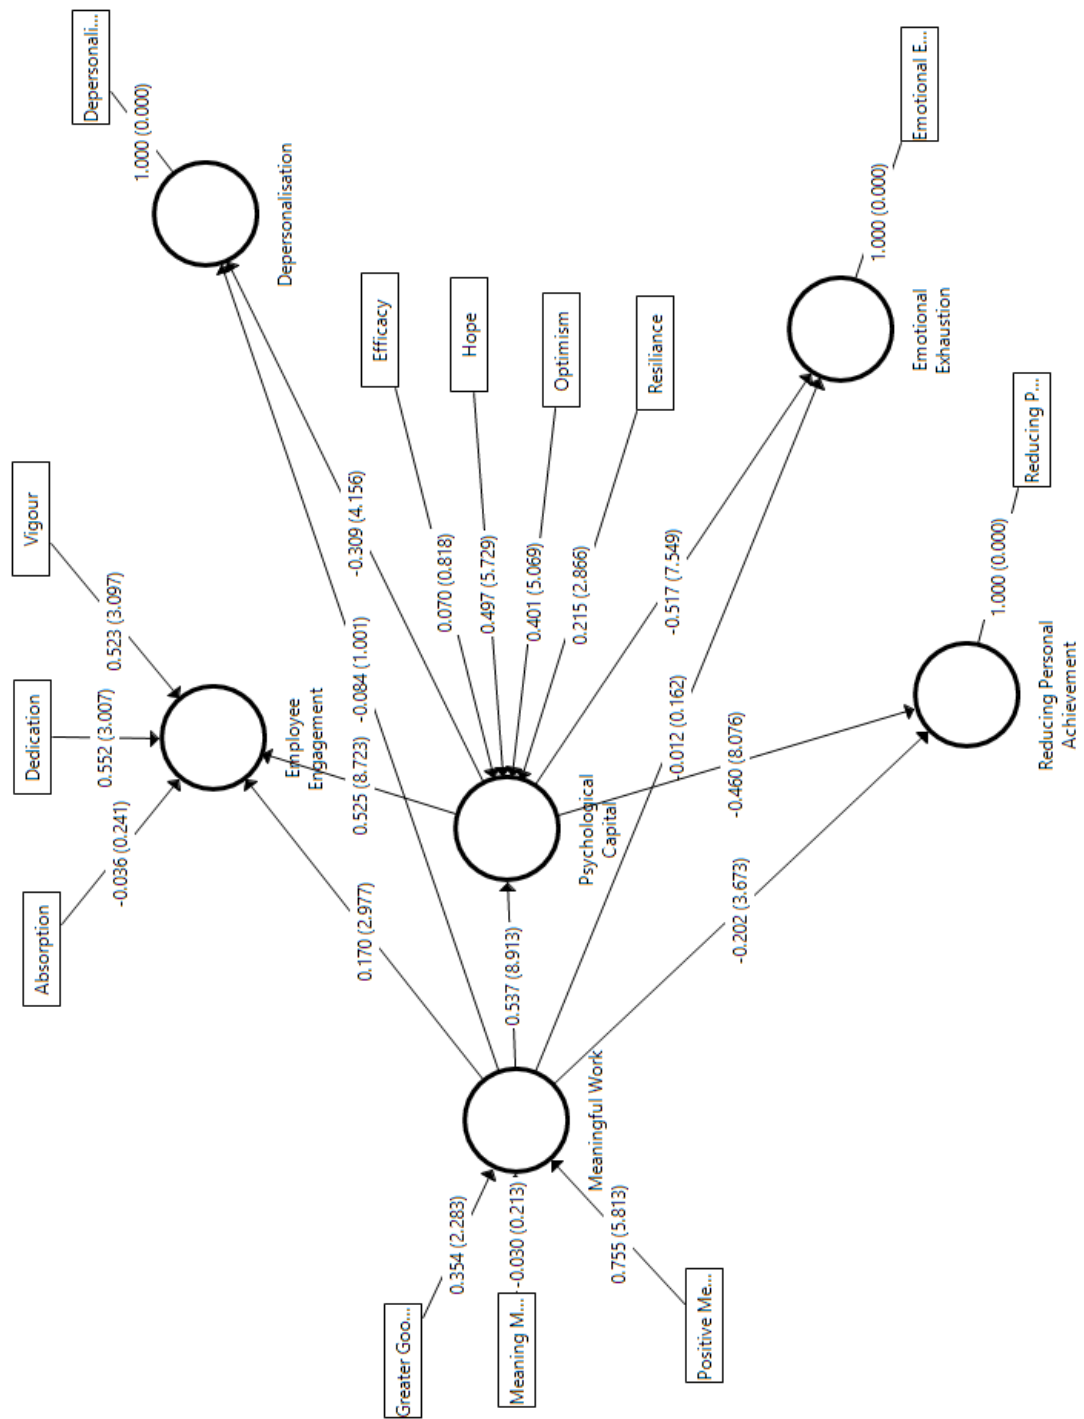 Greater Goo...
Meaning M...
Positive Me...
0.354 (2.283)
-0.030 (0.213)
0.755 (5.813)
Meaningful Work
Absorption
Dedication
Vigour
-0.036 (0.241)
0.552 (3.007)
0.523 (3.097)
Employee
Engagement
0.170 (2.977)
0.525 (8.723)
-0.084 (1.001)
-0.309 (4.156)
0.537 (8.913)
Psychological
Capital
0.070 (0.818)
0.497 (5.729)
0.401 (5.069)
0.215 (2.866)
Efficacy
Hope
Optimism
Resiliance
-0.517 (7.549)
-0.012 (0.162)
-0.460 (8.076)
-0.202 (3.673)
Depersonalisation
1.000 (0.000)
Depersonali...
Emotional
Exhaustion
1.000 (0.000)
Emotional E...
Reducing Personal
Achievement
1.000 (0.000)
Reducing P...